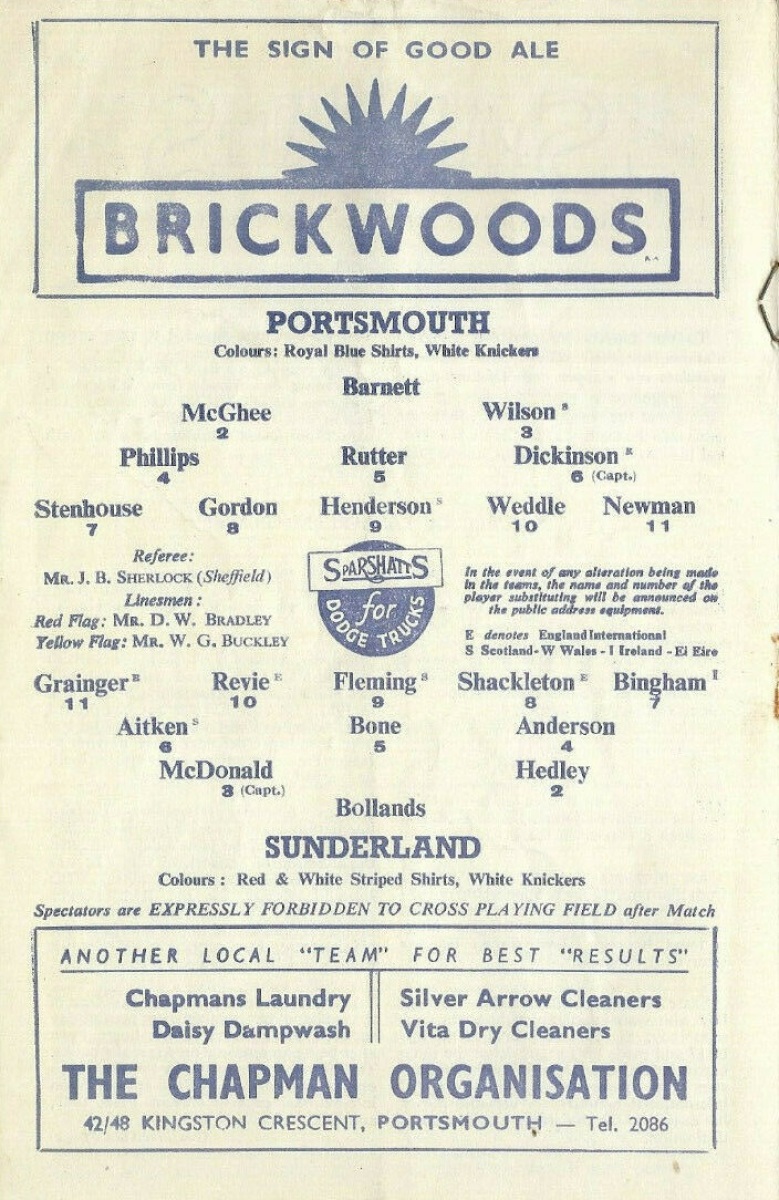 THE SIGN OF GOOD ALE
BRICKWOODS
PORTSMOUTH
Colours: Royal Blue Shirts, White Knickers
Barnett
McGhee Wilson S
2 3
Phillips Rutter Dickinson E
4 5 6 (Capt.)
Stenhouse Gordon Henderson S Weddle Newman
7 8 9 10 11
Referee:
MR. J. B. SHERLOCK (Sheffield)
Linesmen:
Red Flag: MR. D. W. BRADLEY
Yellow Flag: MR. W. G. BUCKLEY
SPARSHATTS
for
DODGE TRUCKS
In the event of any alteration being made
in the teams, the name and number of the
player substituting will be announced on
the public address equipment.
E denotes England International
S Scotland - W Wales - I Ireland - Ei Eire
Grainger E Revie E Fleming S Shackleton E Bingham I
11 10 9 8 7
Aitken S Bone Anderson
6 5 4
McDonald Hedley
3 (Capt.) 2
Bollands
SUNDERLAND
Colours: Red & White Striped Shirts, White Knickers
Spectators are EXPRESSLY FORBIDDEN TO CROSS PLAYING FIELD after Match
ANOTHER LOCAL "TEAM" FOR BEST "RESULTS"
Chapmans Laundry Silver Arrow Cleaners
Daisy Dampwash Vita Dry Cleaners
THE CHAPMAN ORGANISATION
42/48 KINGSTON CRESCENT, PORTSMOUTH — Tel. 2086